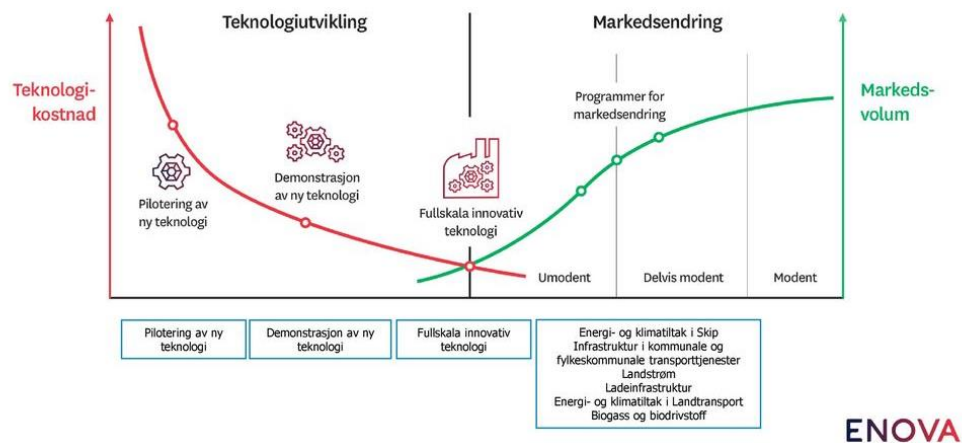 Teknologiutvikling
Markedsendring
Teknologi-
kostnad
Markeds-
volum
Programmer for
markedsendring
Pilotering av
ny teknologi
Demonstrasjon
av ny teknologi
Fullskala innovativ
teknologi
Umodent
Delvis modent
Modent
Pilotering av ny
teknologi
Demonstrasjon av ny
teknologi
Fullskala innovativ
teknologi
Energi- og klimatiltak i Skip
Infrastruktur i kommunale og
fylkeskommunale transporttjenester
Landstrøm
Ladeinfrastruktur
Energi- og klimatiltak i Landtransport
Biogass og biodrivstoff
ENOVA